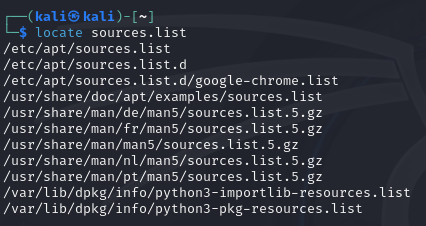 ┌──(kali㉿kali)-[~]
└─$ locate sources.list
/etc/apt/sources.list
/etc/apt/sources.list.d
/etc/apt/sources.list.d/google-chrome.list
/usr/share/doc/apt/examples/sources.list
/usr/share/man/de/man5/sources.list.5.gz
/usr/share/man/fr/man5/sources.list.5.gz
/usr/share/man/man5/sources.list.5.gz
/usr/share/man/nl/man5/sources.list.5.gz
/usr/share/man/pt/man5/sources.list.5.gz
/var/lib/dpkg/info/python3-importlib-resources.list
/var/lib/dpkg/info/python3-pkg-resources.list